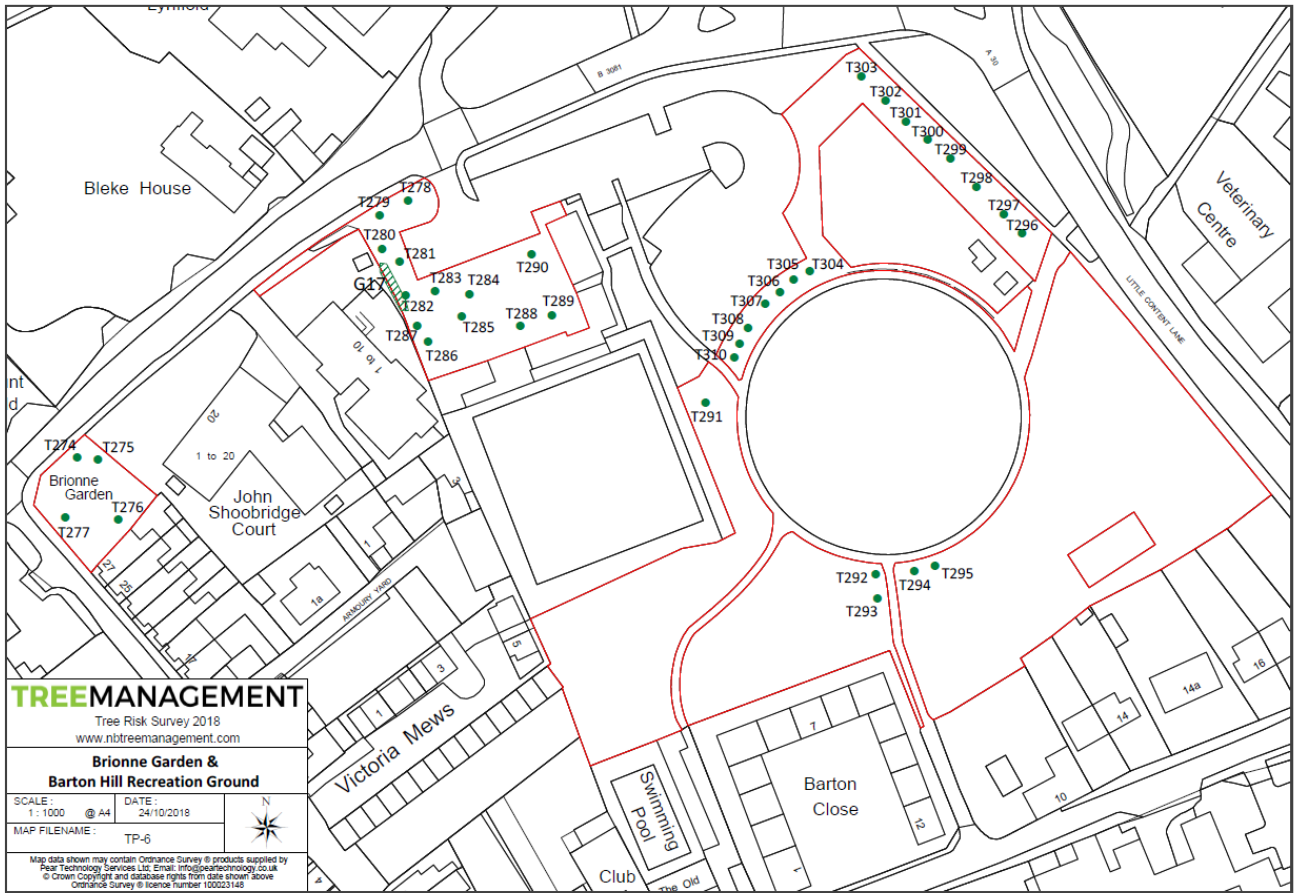 Lynfield
B 3081
A 30
T303
T302
T301
T300
T299
T298
T297
T296
Bleke House
Veterinary
Centre
T278
T279
T280
T281
G17
T283
T284
T282
T290
T289
T288
T285
T287
T286
1 to 10
T305
T304
T306
T307
T308
T309
T310
T291
LITTLE CONTENT LANE
20
1 to 20
John
Shoobridge
Court
T274
T275
Brionne
Garden
T276
T277
27
25
17
1
3
1a
ARMOURY YARD
5
T292
T293
T294
T295
3
1
Victoria Mews
16
14a
14
10
7
Barton
Close
12
1
Swimming
Pool
Club
The Old
4
TREEMANAGEMENT
Tree Risk Survey 2018
www.nbtreemanagement.com
Brionne Garden &
Barton Hill Recreation Ground
SCALE :
1 : 1000 @ A4
DATE :
24/10/2018
N
MAP FILENAME :
TP-6
Map data shown may contain Ordnance Survey ® products supplied by
Pear Technology Services Ltd; Email: info@peartechnology.co.uk
© Crown Copyright and database rights from date shown above
Ordnance Survey ® licence number 100023148